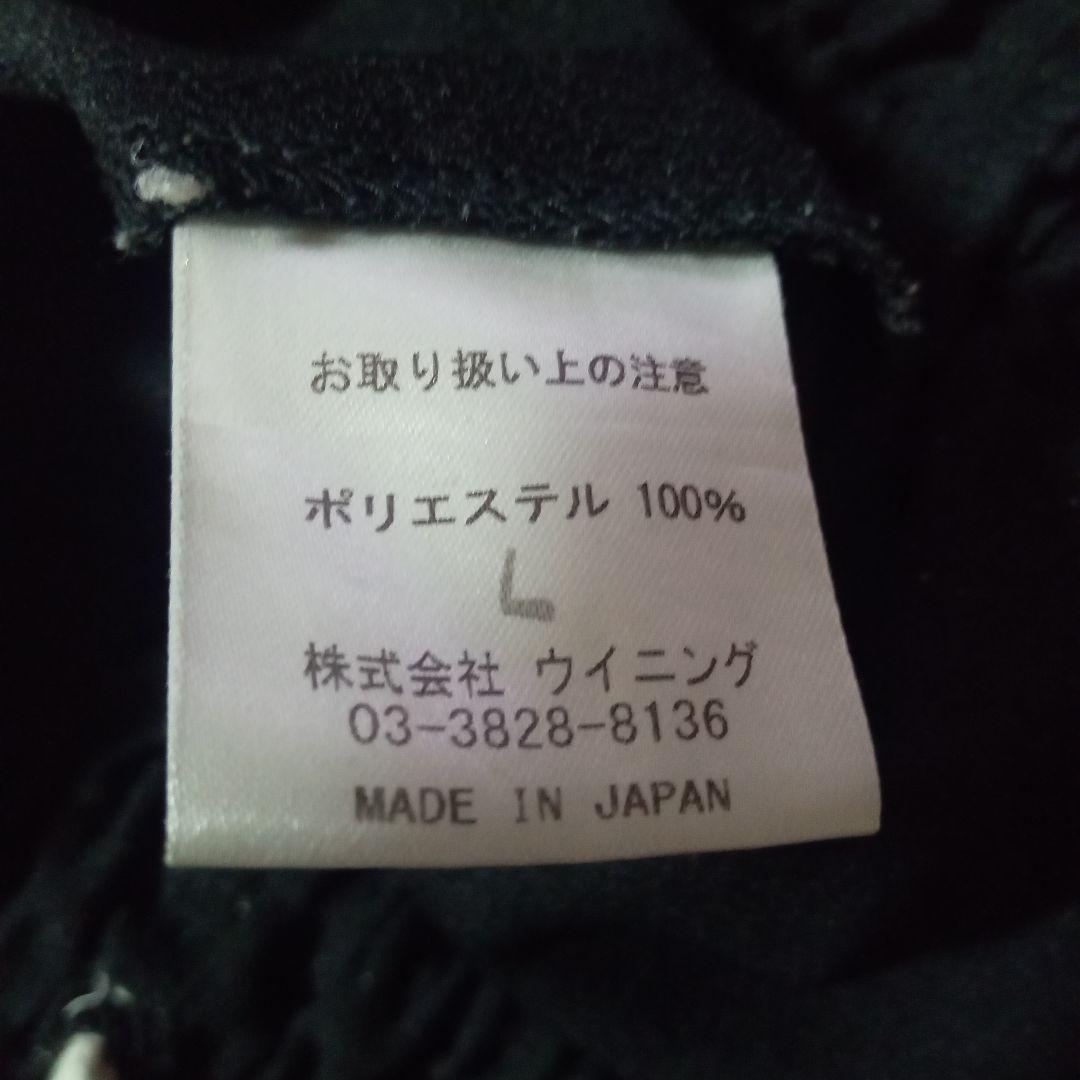 お取り扱い上の注意
ポリエステル 100%
L
株式会社 ウイニング
03-3828-8136
MADE IN JAPAN